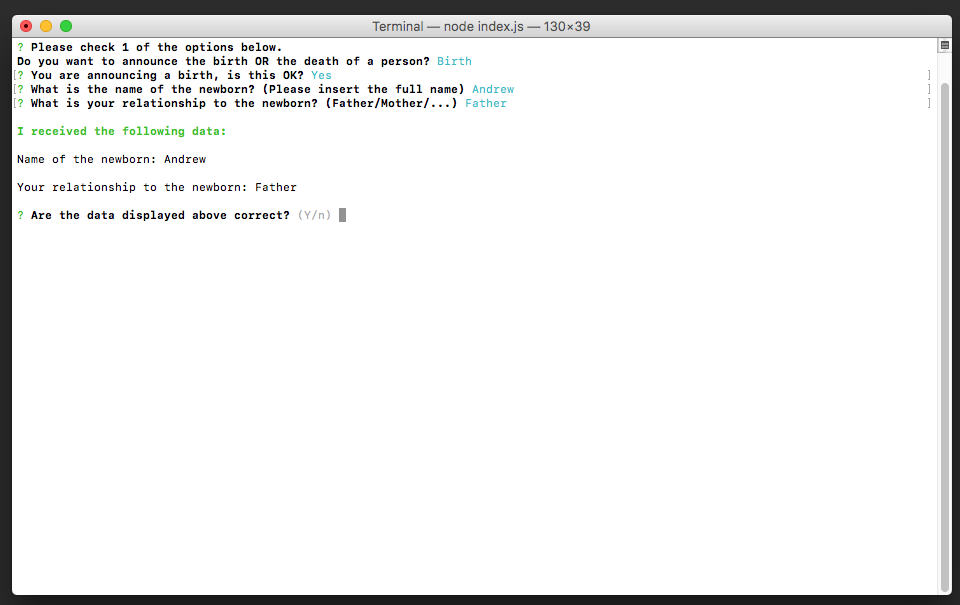 Terminal — node index.js — 130×39
? Please check 1 of the options below.
Do you want to announce the birth OR the death of a person? Birth
[? You are announcing a birth, is this OK? Yes ]
[? What is the name of the newborn? (Please insert the full name) Andrew ]
[? What is your relationship to the newborn? (Father/Mother/...) Father ]
I received the following data:
Name of the newborn: Andrew
Your relationship to the newborn: Father
? Are the data displayed above correct? (Y/n)